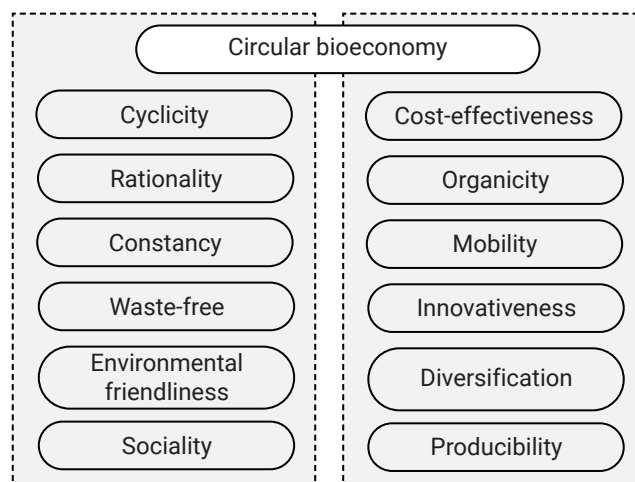 Circular bioeconomy
Cyclicity
Rationality
Constancy
Waste-free
Environmental
friendliness
Sociality
Cost-effectiveness
Organicity
Mobility
Innovativeness
Diversification
Producibility